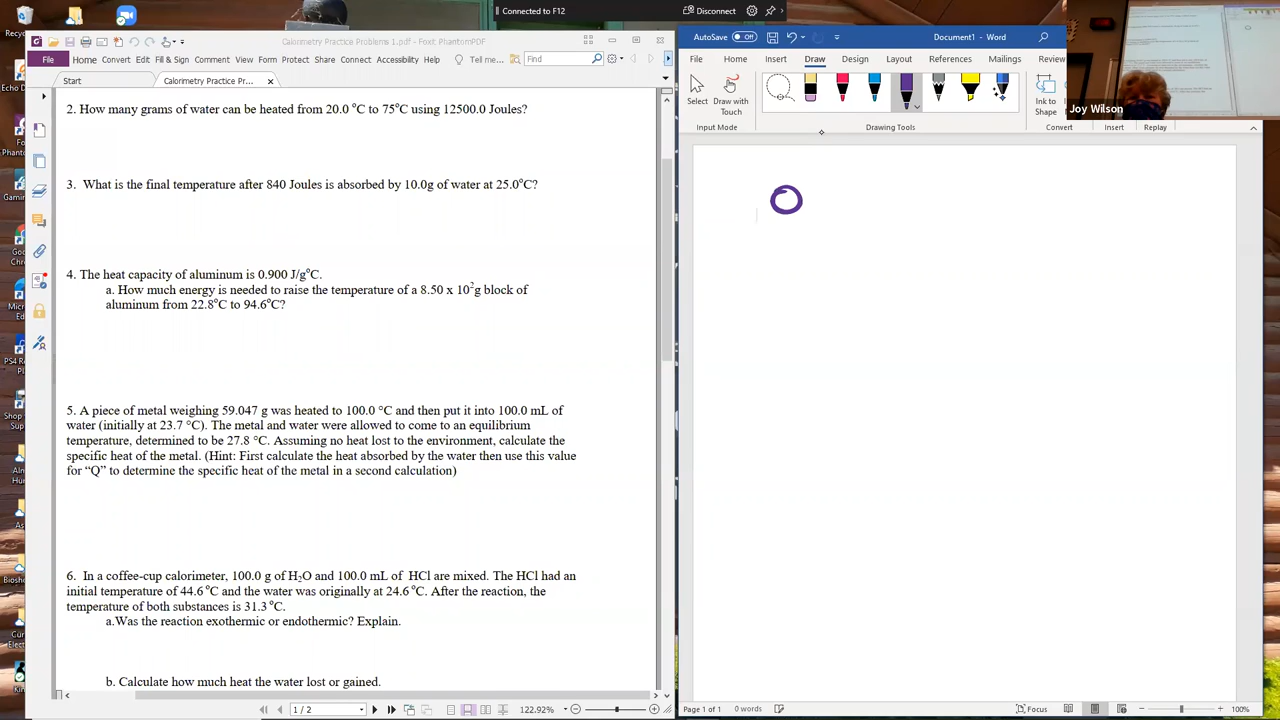 Connected to F12
Disconnect
Calorimetry Practice Problems 1.pdf - Foxit PhantomPDF
File
Home Convert Edit Fill & Sign Comment View Form Protect Share Connect Help
Tell me...
Find
Start
Calorimetry Practice Pr...
2. How many grams of water can be heated from 20.0 °C to 75°C using 12500.0 Joules?
3. What is the final temperature after 840 Joules is absorbed by 10.0g of water at 25.0°C?
4. The heat capacity of aluminum is 0.900 J/g°C.
a. How much energy is needed to raise the temperature of a 8.50 x 10²g block of
aluminum from 22.8°C to 94.6°C?
5. A piece of metal weighing 59.047 g was heated to 100.0 °C and then put it into 100.0 mL of
water (initially at 23.7 °C). The metal and water were allowed to come to an equilibrium
temperature, determined to be 27.8 °C. Assuming no heat lost to the environment, calculate the
specific heat of the metal. (Hint: First calculate the heat absorbed by the water then use this value
for “Q” to determine the specific heat of the metal in a second calculation)
6. In a coffee-cup calorimeter, 100.0 g of H₂O and 100.0 mL of HCl are mixed. The HCl had an
initial temperature of 44.6 °C and the water was originally at 24.6 °C. After the reaction, the
temperature of both substances is 31.3 °C.
a.Was the reaction exothermic or endothermic? Explain.
b. Calculate how much heat the water lost or gained.
1 / 2
122.92%
AutoSave Off
Document1 - Word
File Home Insert Draw Design Layout References Mailings Review
Select
Draw with
Touch
Ink to
Shape
Input Mode
Drawing Tools
Convert
Insert
Replay
Joy Wilson
Page 1 of 1
0 words
Focus
100%